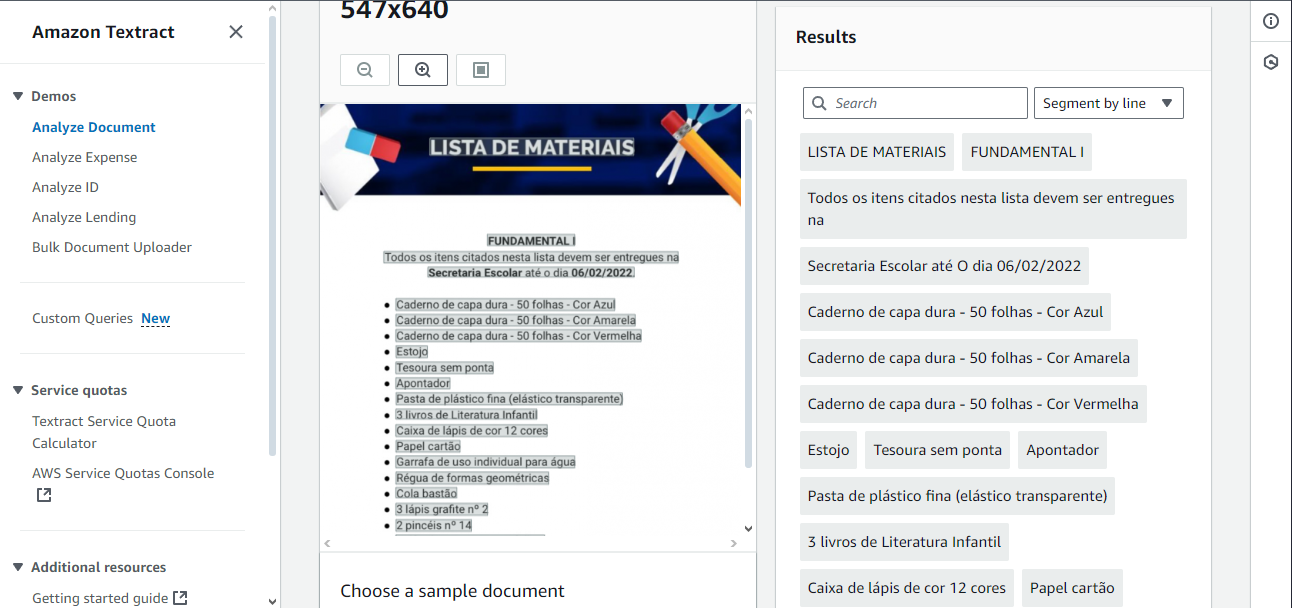 Amazon Textract
Demos
Analyze Document
Analyze Expense
Analyze ID
Analyze Lending
Bulk Document Uploader
Custom Queries New
Service quotas
Textract Service Quota
Calculator
AWS Service Quotas Console
Additional resources
Getting started guide
547x640
LISTA DE MATERIAIS
FUNDAMENTAL I
Todos os itens citados nesta lista devem ser entregues na
Secretaria Escolar até o dia 06/02/2022
Caderno de capa dura - 50 folhas - Cor Azul
Caderno de capa dura - 50 folhas - Cor Amarela
Caderno de capa dura - 50 folhas - Cor Vermelha
Estojo
Tesoura sem ponta
Apontador
Pasta de plástico fina (elástico transparente)
3 livros de Literatura Infantil
Caixa de lápis de cor 12 cores
Papel cartão
Garrafa de uso individual para água
Régua de formas geométricas
Cola bastão
3 lápis grafite nº 2
2 pincéis nº 14
Choose a sample document
Results
Search
Segment by line
LISTA DE MATERIAIS
FUNDAMENTAL I
Todos os itens citados nesta lista devem ser entregues
na
Secretaria Escolar até O dia 06/02/2022
Caderno de capa dura - 50 folhas - Cor Azul
Caderno de capa dura - 50 folhas - Cor Amarela
Caderno de capa dura - 50 folhas - Cor Vermelha
Estojo
Tesoura sem ponta
Apontador
Pasta de plástico fina (elástico transparente)
3 livros de Literatura Infantil
Caixa de lápis de cor 12 cores
Papel cartão